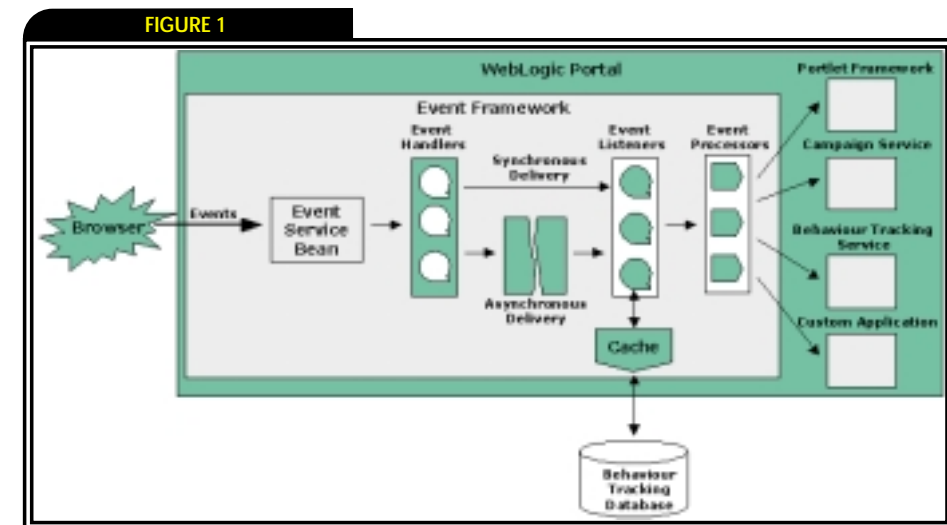 FIGURE 1
WebLogic Portal
Event Framework
Event
Handlers
Synchronous
Delivery
Event
Listeners
Event
Processors
Portlet Framework
Campaign Service
Behaviour Tracking
Service
Custom Application
Browser
Events
Event
Service
Bean
Asynchronous
Delivery
Cache
Behaviour
Tracking
Database